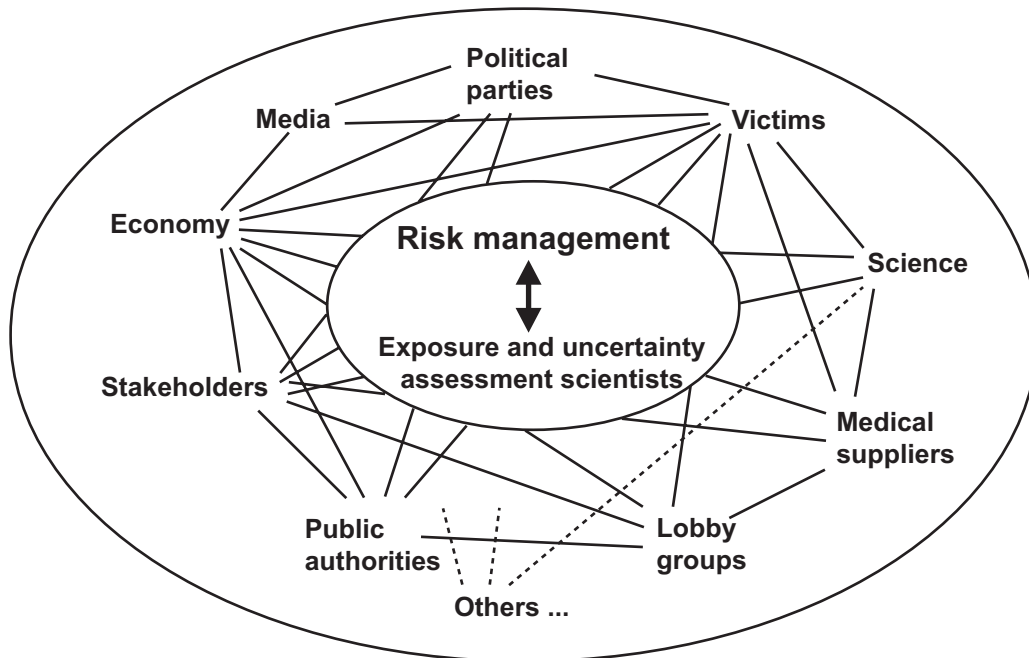 Political
parties
Media
Victims
Economy
Risk management
Science
Exposure and uncertainty
assessment scientists
Stakeholders
Medical
suppliers
Public
authorities
Lobby
groups
Others ...